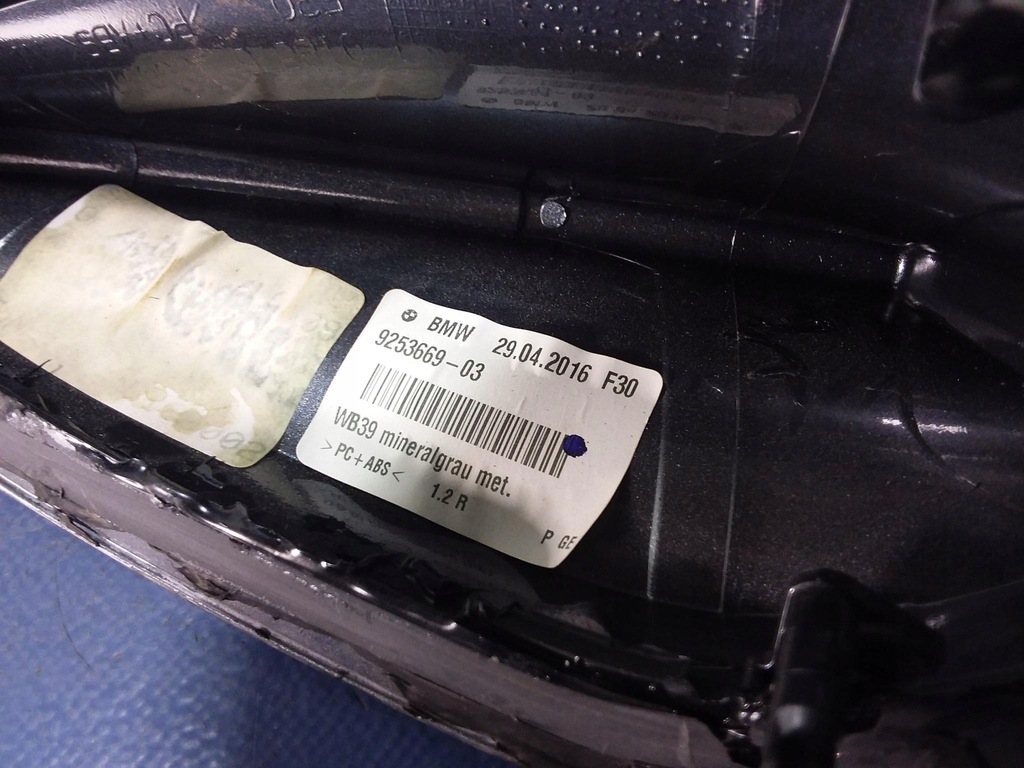 BMW 29.04.2016 F30
9253669-03
WB39 mineralgrau met.
>PC+ABS<
1.2 R
P GE